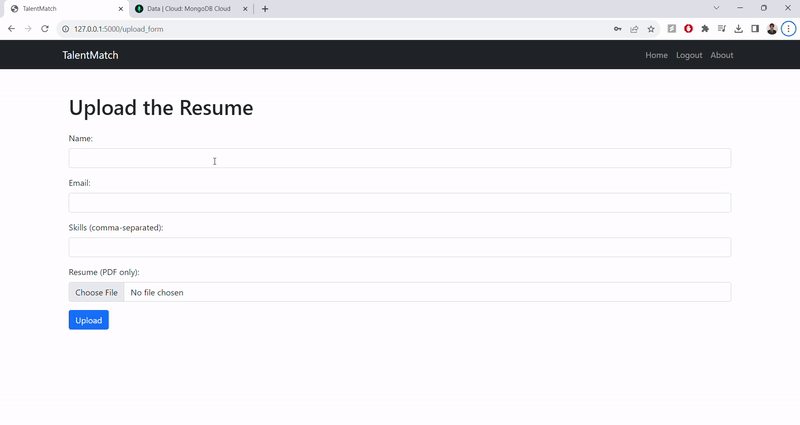 TalentMatch
Data | Cloud: MongoDB Cloud
127.0.0.1:5000/upload_form
TalentMatch Home Logout About
Upload the Resume
Name:
Email:
Skills (comma-separated):
Resume (PDF only):
Choose File No file chosen
Upload